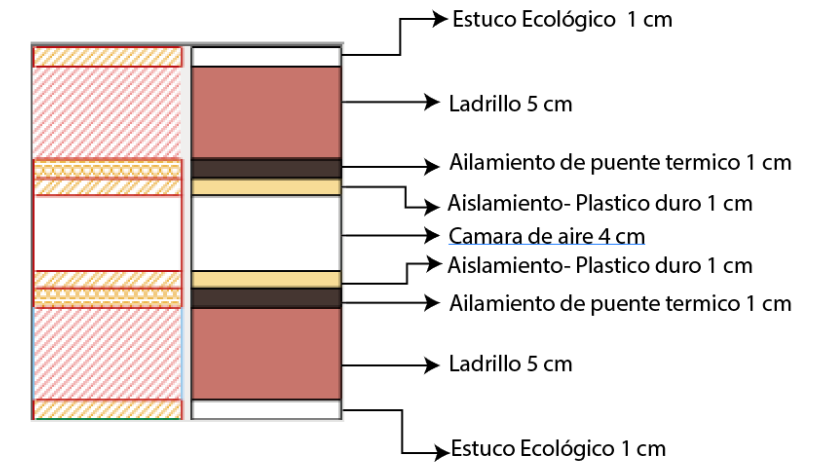 Estuco Ecológico  1 cm
Ladrillo 5 cm
Ailamiento de puente termico 1 cm
Aislamiento- Plastico duro 1 cm
Camara de aire 4 cm
Aislamiento- Plastico duro 1 cm
Ailamiento de puente termico 1 cm
Ladrillo 5 cm
Estuco Ecológico 1 cm